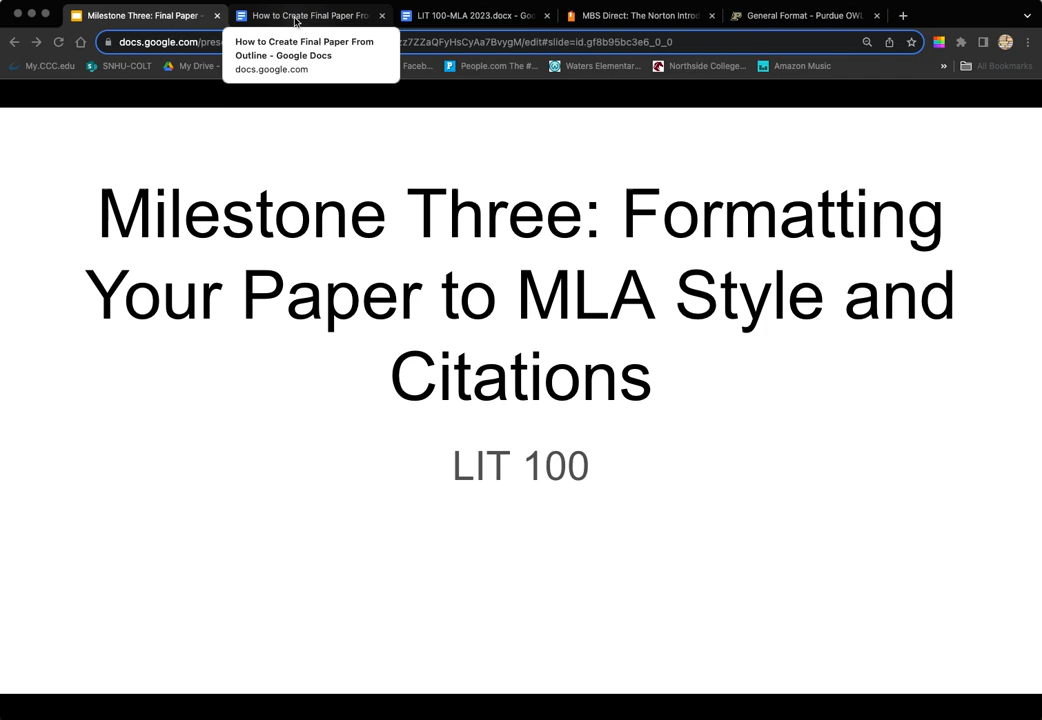 Milestone Three: Final Paper -
How to Create Final Paper Fro
LIT 100-MLA 2023.docx - Goo
MBS Direct: The Norton Introd
General Format - Purdue OWL
docs.google.com/pres
zz7ZZaQFyHsCyAa7BvygM/edit#slide=id.gf8b95bc3e6_0_0
How to Create Final Paper From
Outline - Google Docs
docs.google.com
My.CCC.edu
SNHU-COLT
My Drive -
Faceb...
People.com The #...
Waters Elementar...
Northside College...
Amazon Music
»
All Bookmarks
Milestone Three: Formatting
Your Paper to MLA Style and
Citations
LIT 100